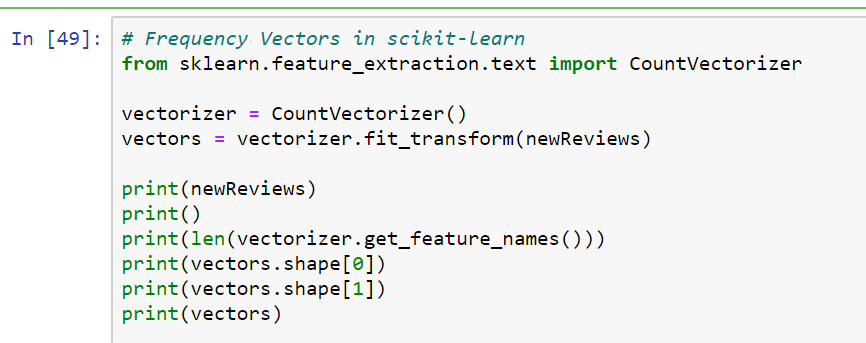 In [49]: # Frequency Vectors in scikit-learn
from sklearn.feature_extraction.text import CountVectorizer
vectorizer = CountVectorizer()
vectors = vectorizer.fit_transform(newReviews)
print(newReviews)
print()
print(len(vectorizer.get_feature_names()))
print(vectors.shape[0])
print(vectors.shape[1])
print(vectors)